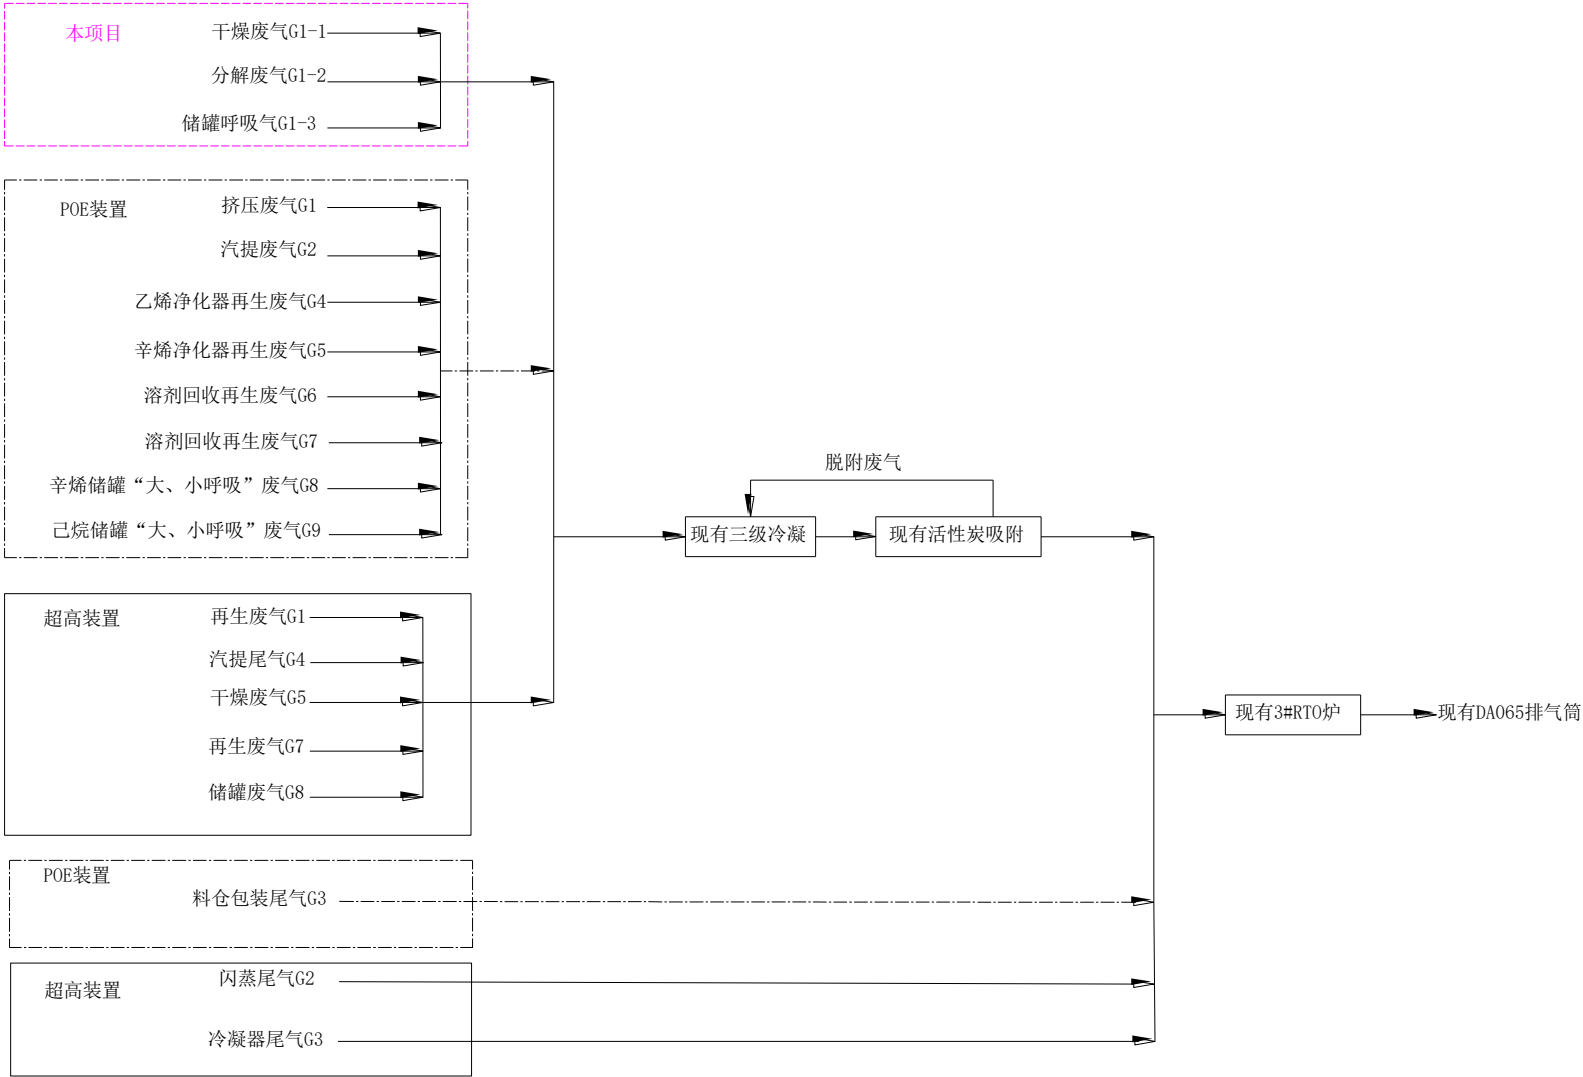 本项目
干燥废气G1-1
分解废气G1-2
储罐呼吸气G1-3
POE装置
挤压废气G1
汽提废气G2
乙烯净化器再生废气G4
辛烯净化器再生废气G5
溶剂回收再生废气G6
溶剂回收再生废气G7
辛烯储罐“大、小呼吸”废气G8
己烷储罐“大、小呼吸”废气G9
脱附废气
现有三级冷凝
现有活性炭吸附
超高装置
再生废气G1
汽提尾气G4
干燥废气G5
再生废气G7
储罐废气G8
现有3#RTO炉
现有DA065排气筒
POE装置
料仓包装尾气G3
超高装置
闪蒸尾气G2
冷凝器尾气G3